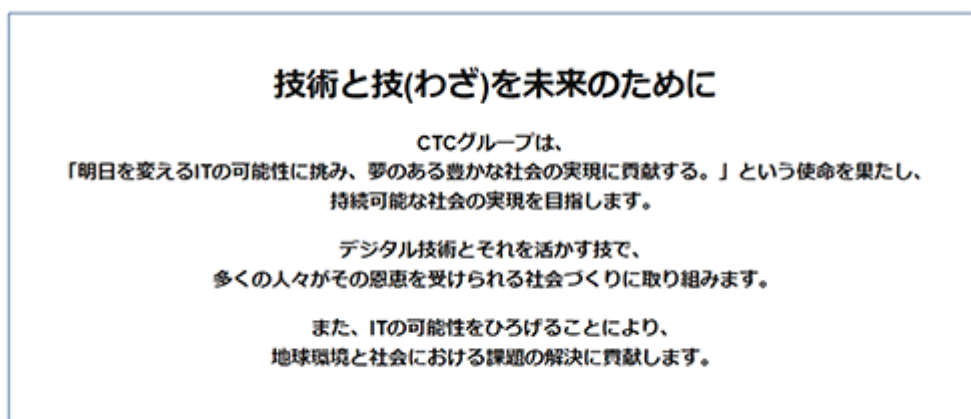 技術と技(わざ)を未来のために
CTCグループは、
「明日を変えるITの可能性に挑み、夢のある豊かな社会の実現に貢献する。」という使命を果たし、
持続可能な社会の実現を目指します。
デジタル技術とそれを活かす技で、
多くの人々がその恩恵を受けられる社会づくりに取り組みます。
また、ITの可能性をひろげることにより、
地球環境と社会における課題の解決に貢献します。